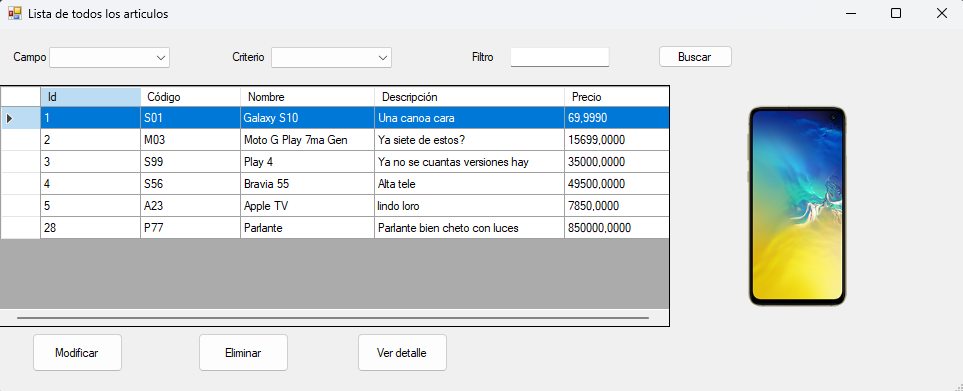 Lista de todos los articulos
Campo Criterio Filtro Buscar
Id Código Nombre Descripción Precio
1 S01 Galaxy S10 Una canoa cara 69,9990
2 M03 Moto G Play 7ma Gen Ya siete de estos? 15699,0000
3 S99 Play 4 Ya no se cuantas versiones hay 35000,0000
4 S56 Bravia 55 Alta tele 49500,0000
5 A23 Apple TV lindo loro 7850,0000
28 P77 Parlante Parlante bien cheto con luces 850000,0000
Modificar Eliminar Ver detalle